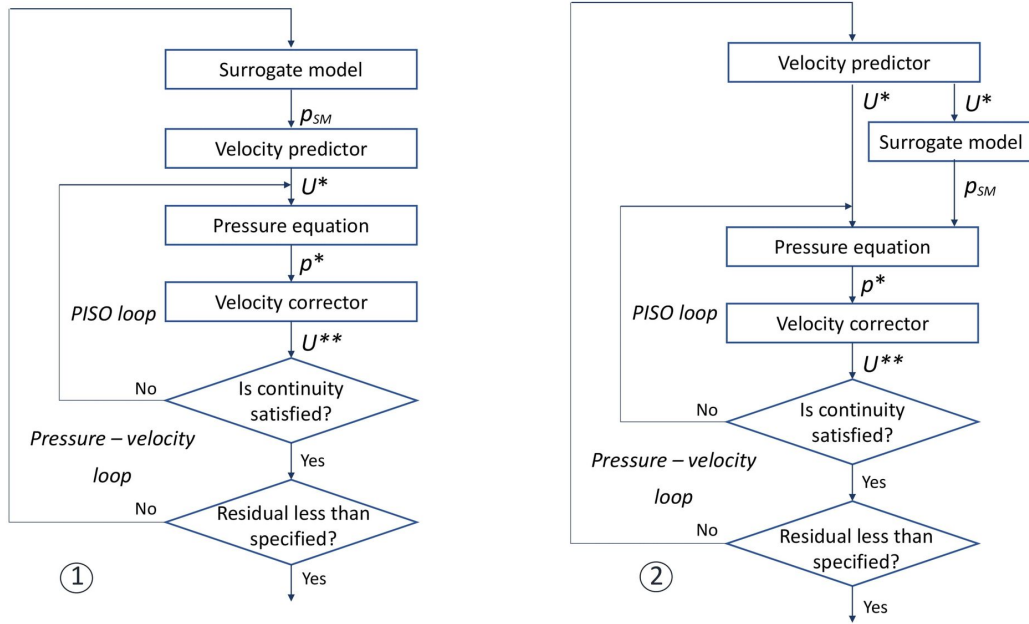 Surrogate model
p_SM
Velocity predictor
U*
Pressure equation
p*
Velocity corrector
PISO loop
U**
Is continuity
satisfied?
No
Pressure – velocity
loop
Yes
No
Residual less than
specified?
Yes
1
Velocity predictor
U*
U*
Surrogate model
p_SM
Pressure equation
p*
Velocity corrector
PISO loop
U**
Is continuity
satisfied?
No
Pressure – velocity
loop
Yes
No
Residual less than
specified?
Yes
2